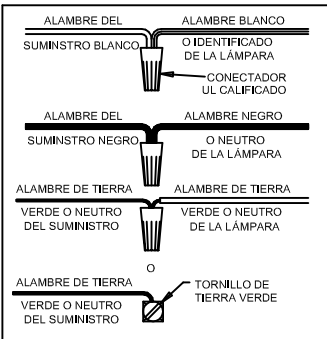 ALAMBRE DEL
SUMINSTRO BLANCO
ALAMBRE BLANCO
O IDENTIFICADO
DE LA LÁMPARA
CONECTADOR
UL CALIFICADO
ALAMBRE DEL
SUMINSTRO NEGRO
ALAMBRE NEGRO
O NEUTRO
DE LA LÁMPARA
ALAMBRE DE TIERRA
VERDE O NEUTRO
DEL SUMINISTRO
ALAMBRE DE TIERRA
VERDE O NEUTRO
DE LA LÁMPARA
O
ALAMBRE DE TIERRA
VERDE O NEUTRO
DEL SUMINISTRO
TORNILLO DE
TIERRA VERDE